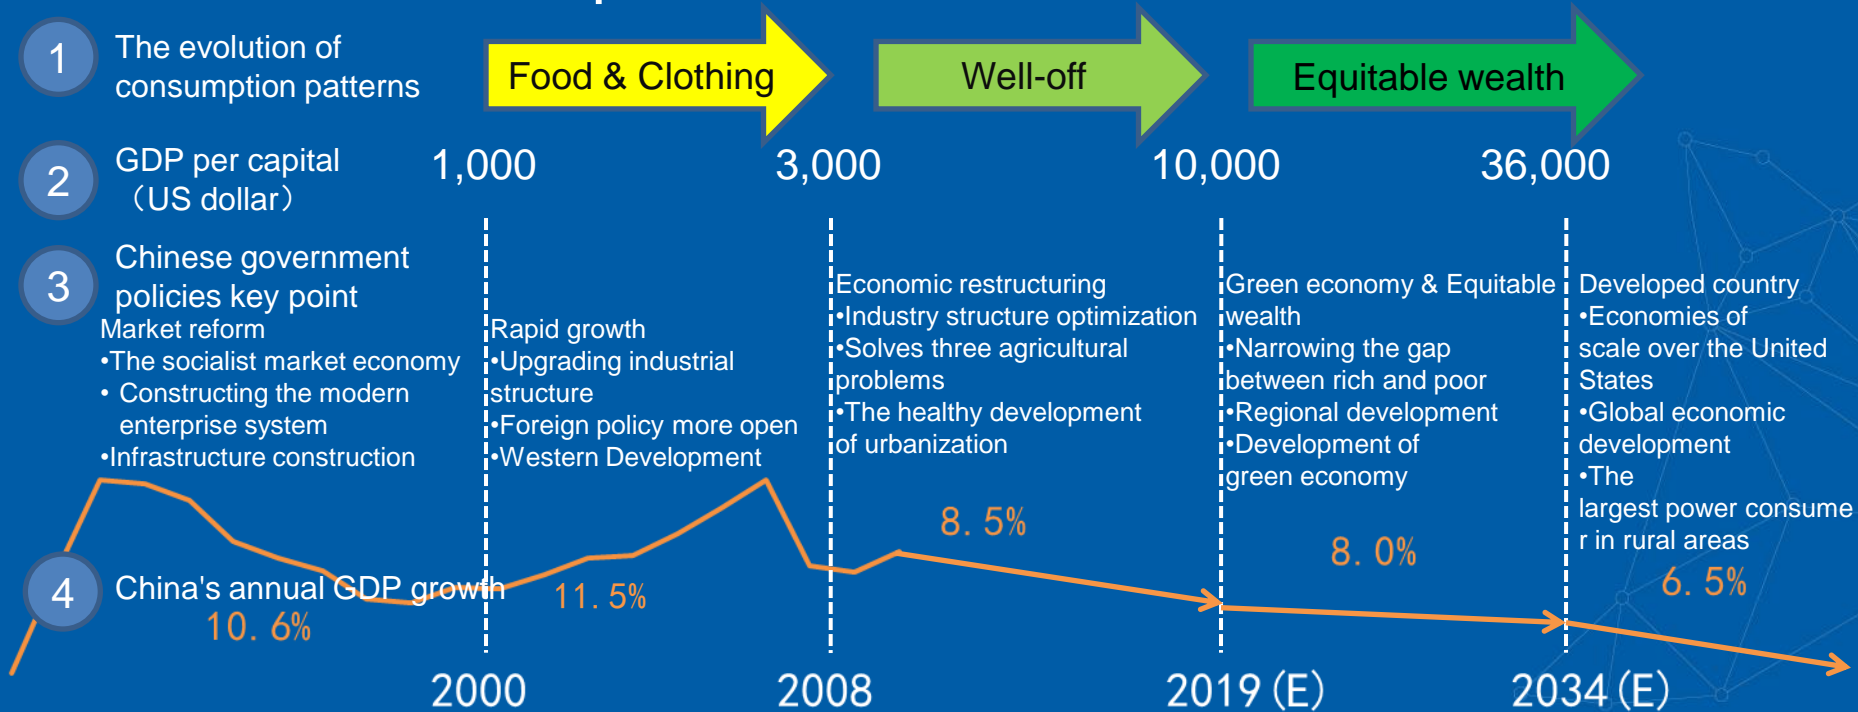 1
The evolution of
consumption patterns
Food & Clothing
Well-off
Equitable wealth
2
GDP per capital
（US dollar）
1,000
3,000
10,000
36,000
3
Chinese government
policies key point
Market reform
•The socialist market economy
• Constructing the modern
enterprise system
•Infrastructure construction
Rapid growth
•Upgrading industrial
structure
•Foreign policy more open
•Western Development
Economic restructuring
•Industry structure optimization
•Solves three agricultural
problems
•The healthy development
of urbanization
Green economy & Equitable
wealth
•Narrowing the gap
between rich and poor
•Regional development
•Development of
green economy
Developed country
•Economies of
scale over the United
States
•Global economic
development
•The
largest power consume
r in rural areas
4
China's annual GDP growth
10.6%
11.5%
8.5%
8.0%
6.5%
2000
2008
2019(E)
2034(E)